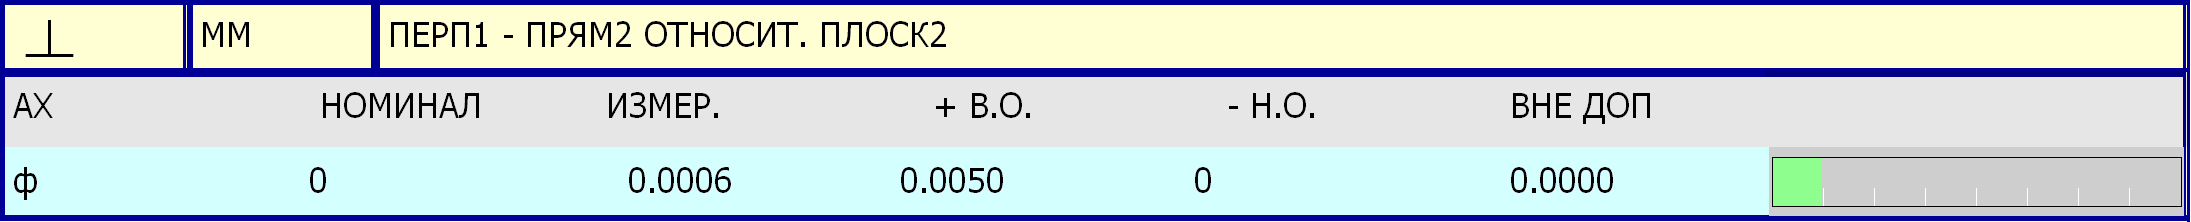 ММ ПЕРП1 - ПРЯМ2 ОТНОСИТ. ПЛОСК2
АХ НОМИНАЛ ИЗМЕР. + В.О. - Н.О. ВНЕ ДОП
ф 0 0.0006 0.0050 0 0.0000